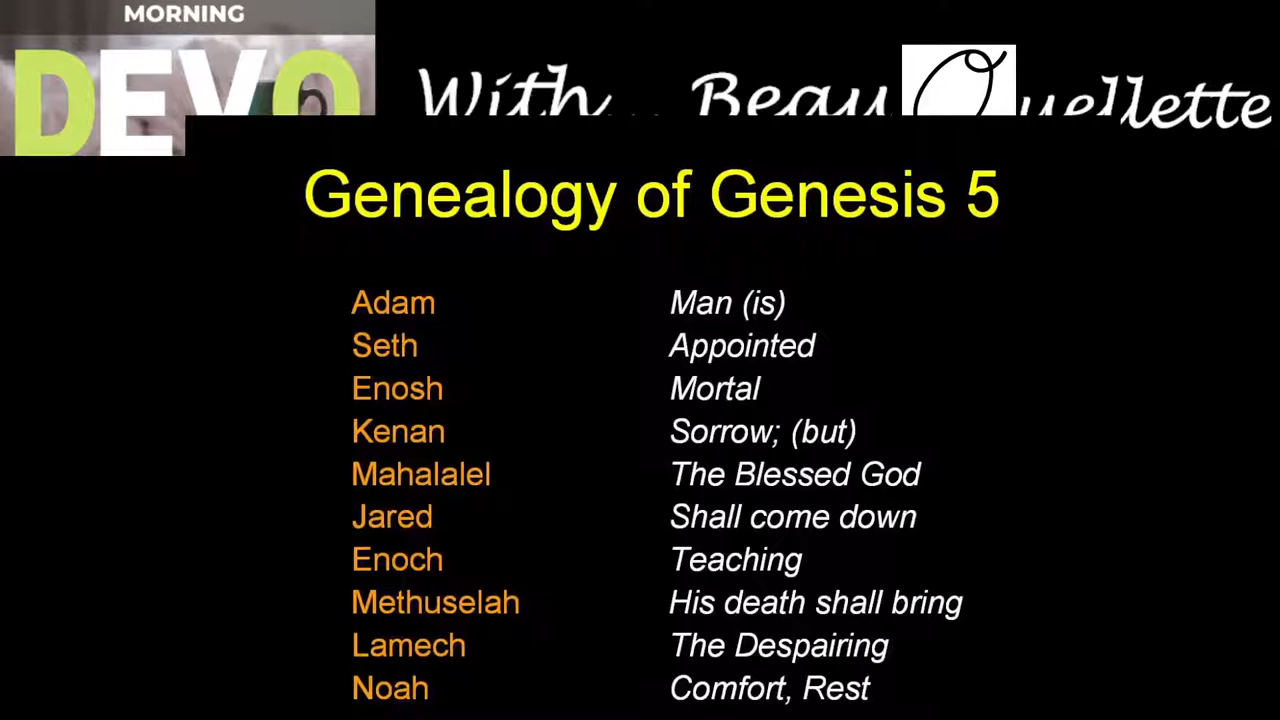 MORNING
DEVO With... Beau Ouellette
Genealogy of Genesis 5
Adam Man (is)
Seth Appointed
Enosh Mortal
Kenan Sorrow; (but)
Mahalalel The Blessed God
Jared Shall come down
Enoch Teaching
Methuselah His death shall bring
Lamech The Despairing
Noah Comfort, Rest